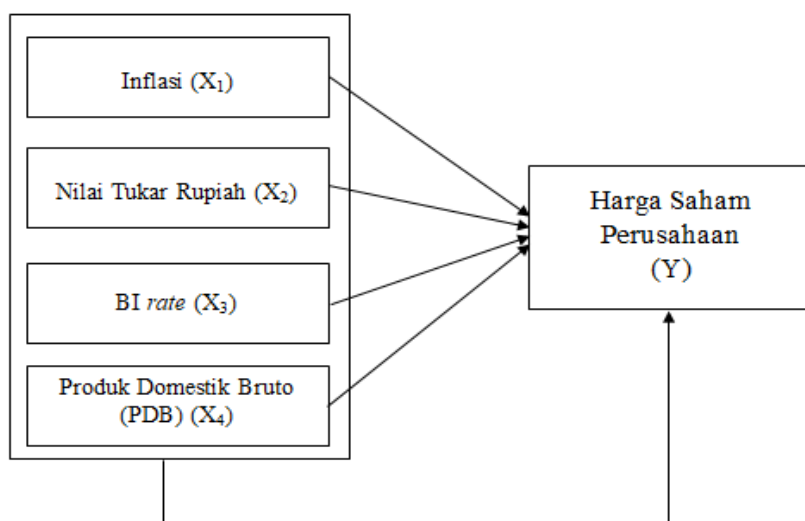 Inflasi (X₁)
Nilai Tukar Rupiah (X₂)
BI rate (X₃)
Produk Domestik Bruto
(PDB) (X₄)
Harga Saham
Perusahaan
(Y)